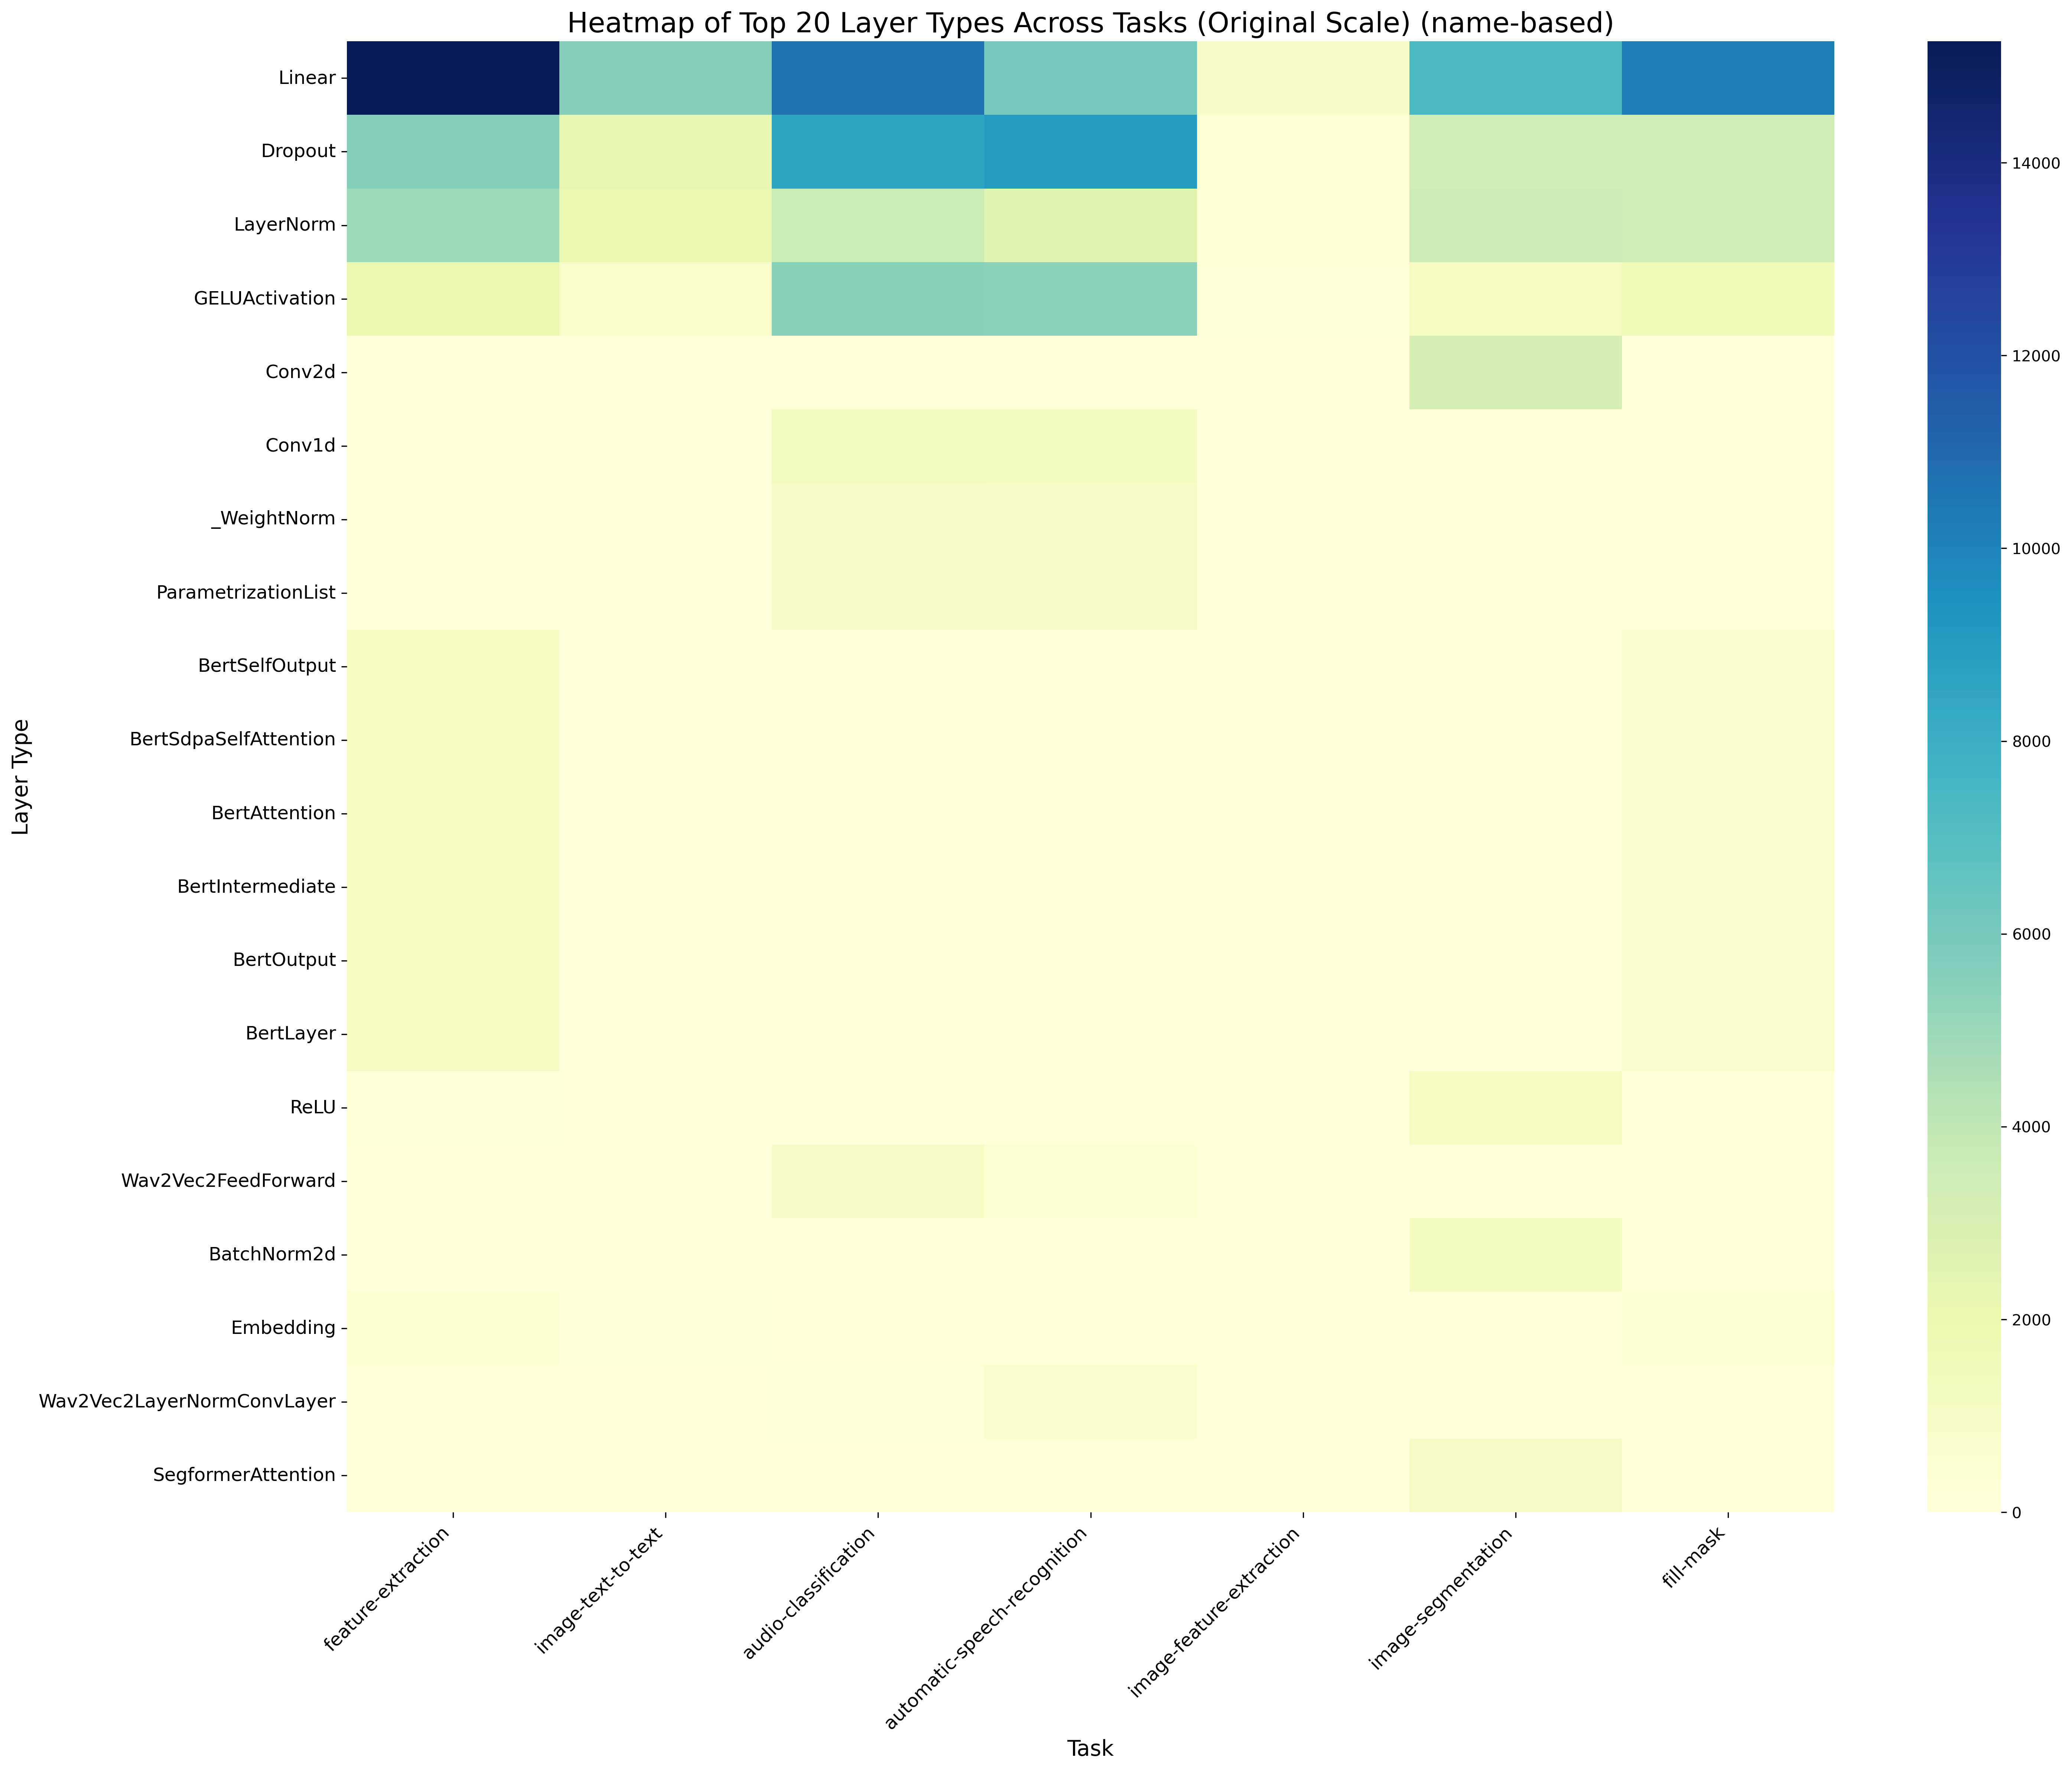 Heatmap of Top 20 Layer Types Across Tasks (Original Scale) (name-based)
Layer Type
Linear
Dropout
LayerNorm
GELUActivation
Conv2d
Conv1d
_WeightNorm
ParametrizationList
BertSelfOutput
BertSdpaSelfAttention
BertAttention
BertIntermediate
BertOutput
BertLayer
ReLU
Wav2Vec2FeedForward
BatchNorm2d
Embedding
Wav2Vec2LayerNormConvLayer
SegformerAttention
feature-extraction
image-text-to-text
audio-classification
automatic-speech-recognition
image-feature-extraction
image-segmentation
fill-mask
Task
14000
12000
10000
8000
6000
4000
2000
0